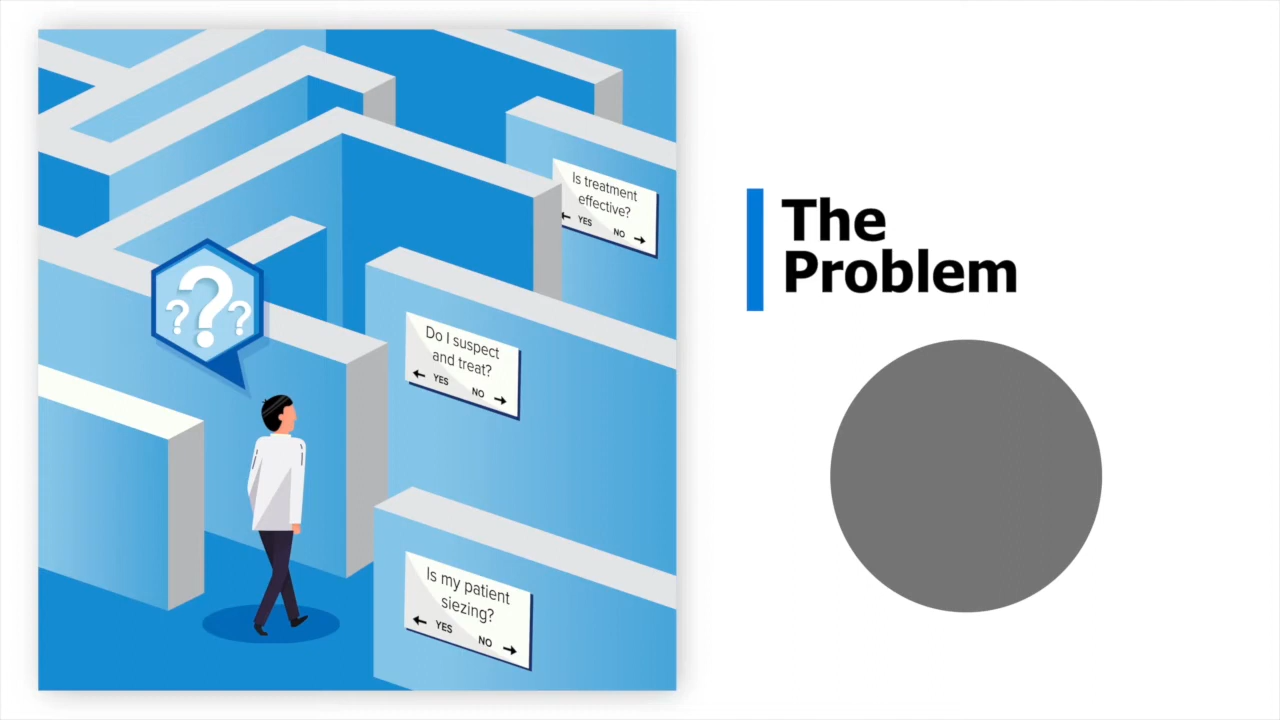 Is treatment
effective?
YES
NO
? ? ?
Do I suspect
and treat?
YES
NO
Is my patient
siezing?
YES
NO
The
Problem